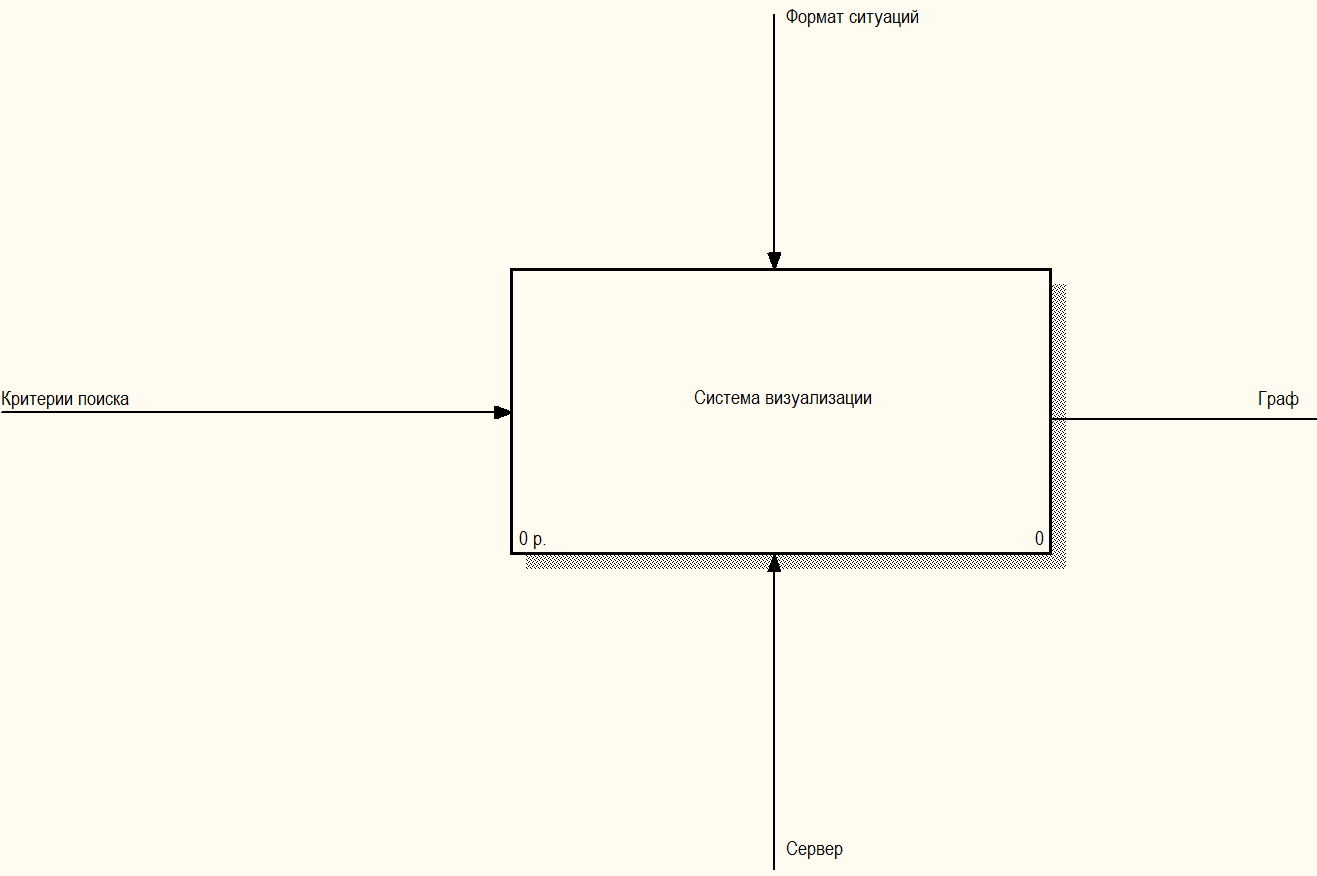 Формат ситуаций
Критерии поиска
Система визуализации
Граф
0 р.
0
Сервер